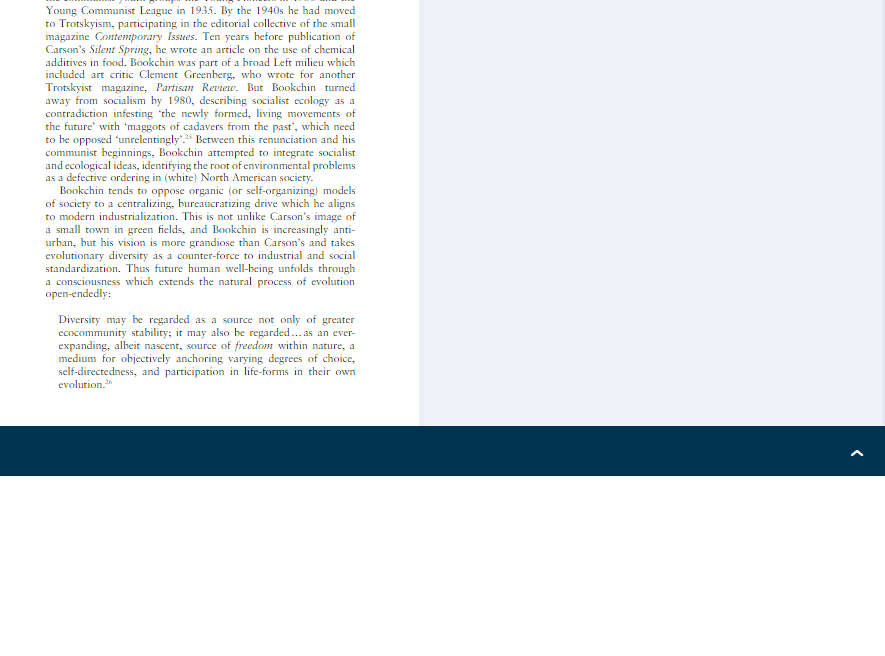 Young Communist League in 1935. By the 1940s he had moved
to Trotskyism, participating in the editorial collective of the small
magazine Contemporary Issues. Ten years before publication of
Carson's Silent Spring, he wrote an article on the use of chemical
additives in food. Bookchin was part of a broad Left milieu which
included art critic Clement Greenberg, who wrote for another
Trotskyist magazine, Partisan Review. But Bookchin turned
away from socialism by 1980, describing socialist ecology as a
contradiction infesting 'the newly formed, living movements of
the future' with 'maggots of cadavers from the past', which need
to be opposed 'unrelentingly'.25 Between this renunciation and his
communist beginnings, Bookchin attempted to integrate socialist
and ecological ideas, identifying the root of environmental problems
as a defective ordering in (white) North American society.
Bookchin tends to oppose organic (or self-organizing) models
of society to a centralizing, bureaucratizing drive which he aligns
to modern industrialization. This is not unlike Carson's image of
a small town in green fields, and Bookchin is increasingly anti-
urban, but his vision is more grandiose than Carson's and takes
evolutionary diversity as a counter-force to industrial and social
standardization. Thus future human well-being unfolds through
a consciousness which extends the natural process of evolution
open-endedly:
Diversity may be regarded as a source not only of greater
ecocommunity stability; it may also be regarded…as an ever-
expanding, albeit nascent, source of freedom within nature, a
medium for objectively anchoring varying degrees of choice,
self-directedness, and participation in life-forms in their own
evolution.26